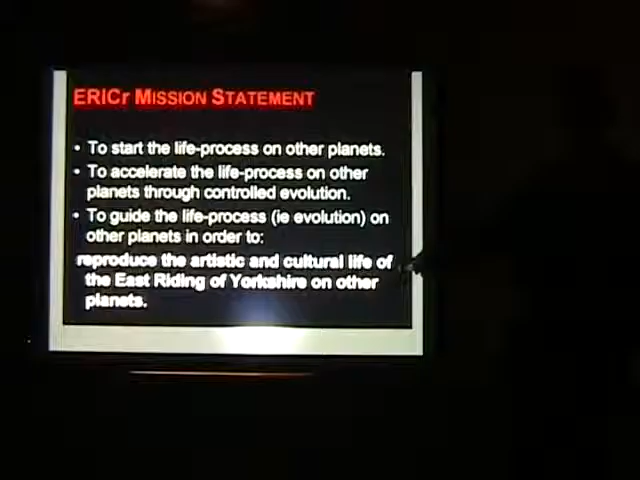 ERICr MISSION STATEMENT
• To start the life-process on other planets.
• To accelerate the life-process on other
planets through controlled evolution.
• To guide the life-process (ie evolution) on
other planets in order to:
reproduce the artistic and cultural life of
the East Riding of Yorkshire on other
planets.